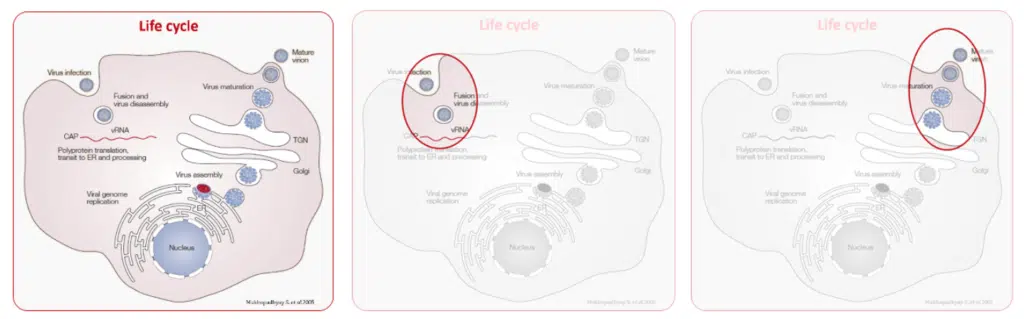 Life cycle
Mature
virion
Virus infection
Virus maturation
Fusion and
virus disassembly
CAP
vRNA
TGN
Polyprotein translation,
transit to ER and processing
Golgi
Virus assembly
Viral genome
replication
Nucleus
Life cycle
Mature
virion
Virus infection
Virus maturation
Fusion and
virus disassembly
CAP
vRNA
TGN
Polyprotein translation,
transit to ER and processing
Golgi
Virus assembly
Viral genome
replication
Nucleus
Life cycle
Mature
virion
Virus infection
Virus maturation
Fusion and
virus disassembly
CAP
vRNA
TGN
Polyprotein translation,
transit to ER and processing
Golgi
Virus assembly
Viral genome
replication
Nucleus